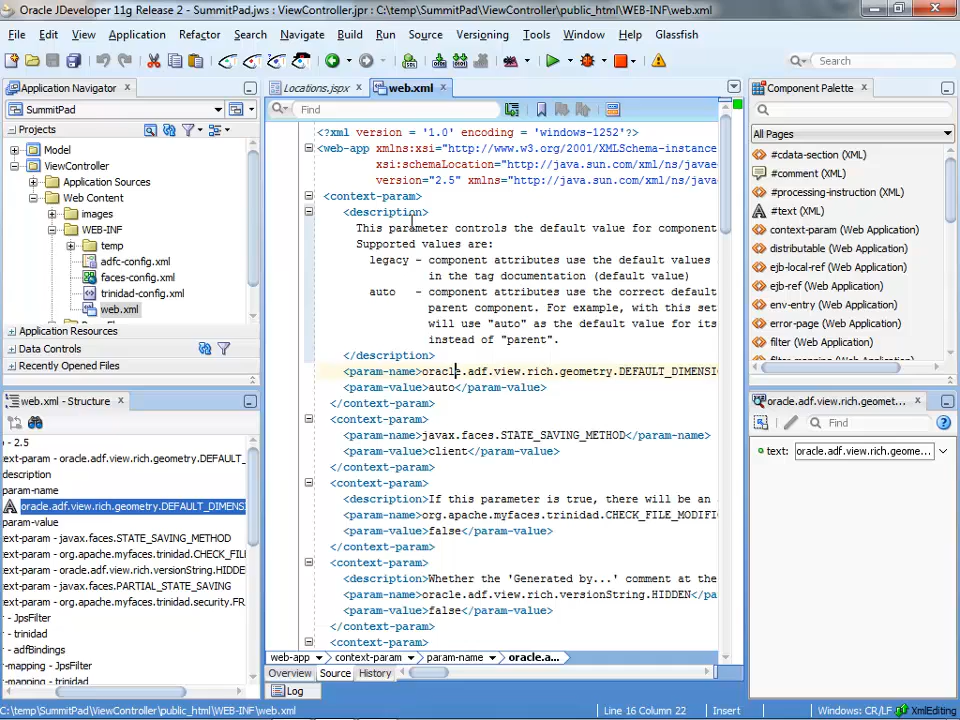 Oracle JDeveloper 11g Release 2 - SummitPad.jws : ViewController.jpr : C:\temp\SummitPad\ViewController\public_html\WEB-INF\web.xml
File Edit View Application Refactor Search Navigate Build Run Source Versioning Tools Window Help Glassfish
Search
Application Navigator
SummitPad
Projects
Model
ViewController
Application Sources
Web Content
images
WEB-INF
temp
adfc-config.xml
faces-config.xml
trinidad-config.xml
web.xml
Application Resources
Data Controls
Recently Opened Files
web.xml - Structure
- 2.5
ext-param - oracle.adf.view.rich.geometry.DEFAULT_
description
param-name
oracle.adf.view.rich.geometry.DEFAULT_DIMENS
param-value
ext-param - javax.faces.STATE_SAVING_METHOD
ext-param - org.apache.myfaces.trinidad.CHECK_FIL
ext-param - oracle.adf.view.rich.versionString.HIDDE
ext-param - javax.faces.PARTIAL_STATE_SAVING
ext-param - org.apache.myfaces.trinidad.security.FR
- JpsFilter
- trinidad
- adfBindings
-mapping - JpsFilter
-mapping - trinidad
Locations.jspx
web.xml
Find
<?xml version = '1.0' encoding = 'windows-1252'?>
<web-app xmlns:xsi="http://www.w3.org/2001/XMLSchema-instance
xsi:schemaLocation="http://java.sun.com/xml/ns/javae
version="2.5" xmlns="http://java.sun.com/xml/ns/java
<context-param>
<description>
This parameter controls the default value for component
Supported values are:
legacy - component attributes use the default values
in the tag documentation (default value)
auto - component attributes use the correct default
parent component. For example, with this set
will use "auto" as the default value for its
instead of "parent".
</description>
<param-name>oracle.adf.view.rich.geometry.DEFAULT_DIMENSI
<param-value>auto</param-value>
</context-param>
<context-param>
<param-name>javax.faces.STATE_SAVING_METHOD</param-name>
<param-value>client</param-value>
</context-param>
<context-param>
<description>If this parameter is true, there will be an
<param-name>org.apache.myfaces.trinidad.CHECK_FILE_MODIFI
<param-value>false</param-value>
</context-param>
<context-param>
<description>Whether the 'Generated by...' comment at the
<param-name>oracle.adf.view.rich.versionString.HIDDEN</pa
<param-value>false</param-value>
</context-param>
<context-param>
web-app context-param param-name oracle.a...
Overview Source History
Log
Component Palette
All Pages
#cdata-section (XML)
#comment (XML)
#processing-instruction (XML)
#text (XML)
context-param (Web Application)
distributable (Web Application)
ejb-local-ref (Web Application)
ejb-ref (Web Application)
env-entry (Web Application)
error-page (Web Application)
filter (Web Application)
filter-mapping (Web Application)
oracle.adf.view.rich.geomet...
Find
text: oracle.adf.view.rich.geome...
C:\temp\SummitPad\ViewController\public_html\WEB-INF\web.xml
Line 16 Column 22 Insert Windows: CR/LF XmlEditing